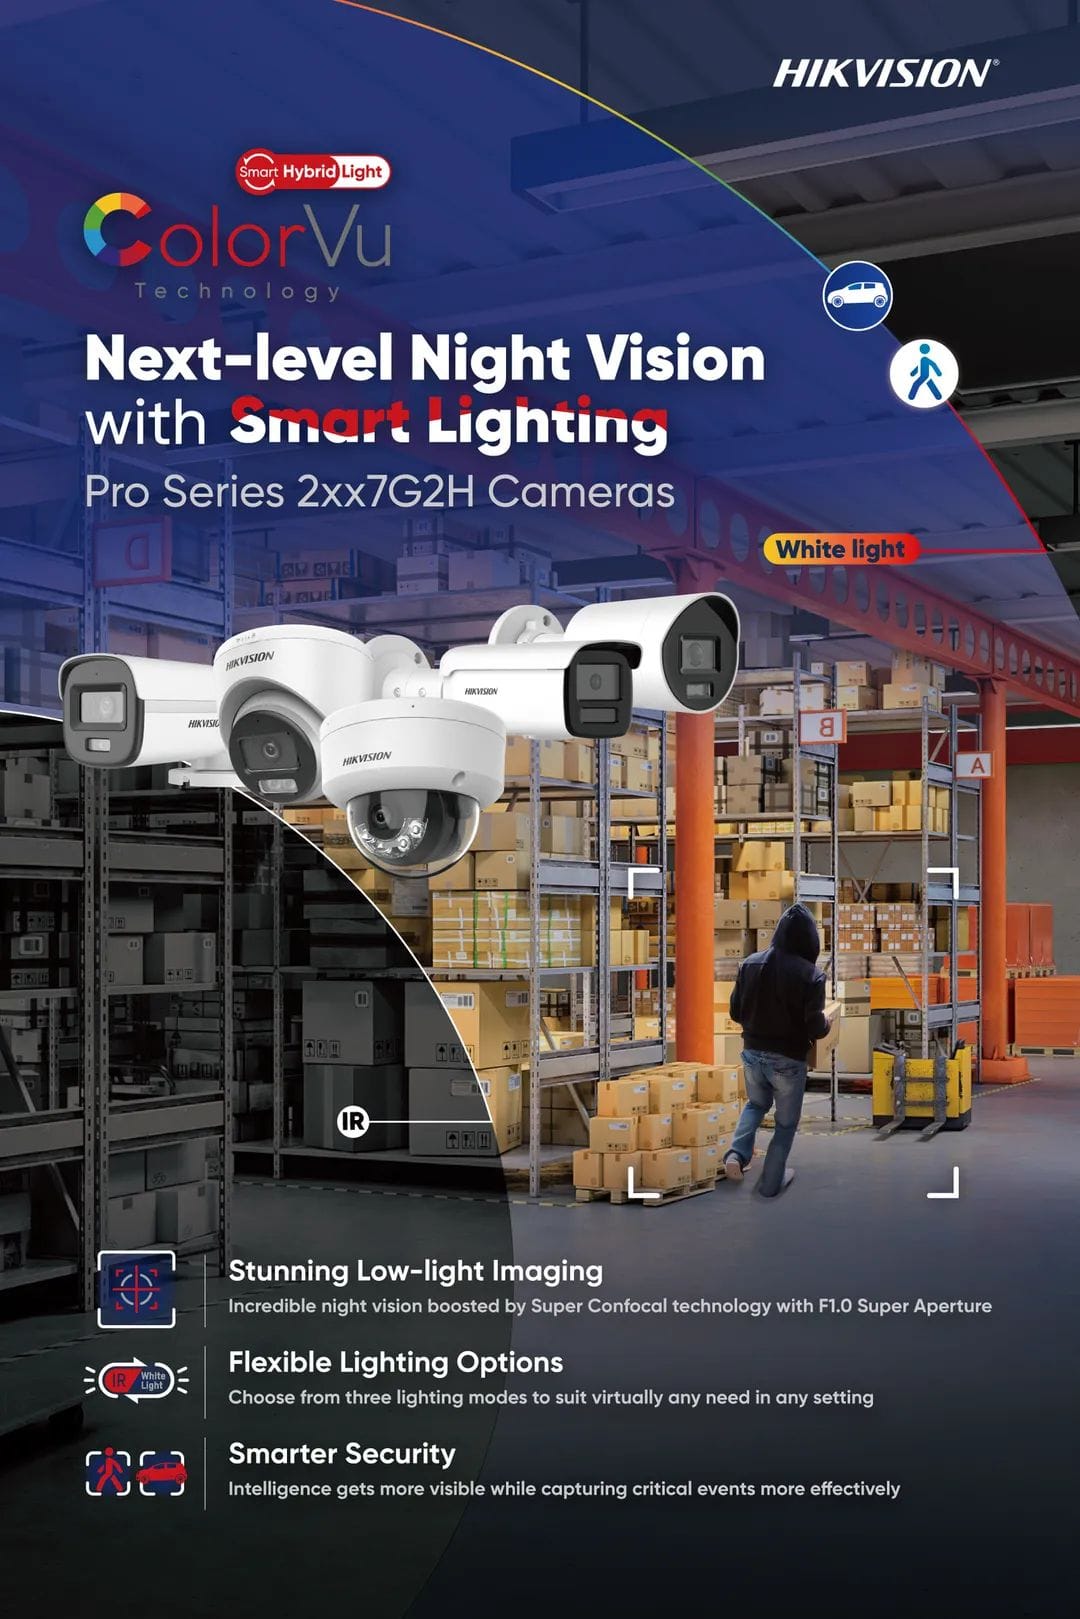 HIKVISION®
Smart Hybrid Light
ColorVu
Technology
Next-level Night Vision
with Smart Lighting
Pro Series 2xx7G2H Cameras
White light
HIKVISION
HIKVISION
HIKVISION
HIKVISION
D
B
A
IR
Stunning Low-light Imaging
Incredible night vision boosted by Super Confocal technology with F1.0 Super Aperture
IR White
Light
Flexible Lighting Options
Choose from three lighting modes to suit virtually any need in any setting
Smarter Security
Intelligence gets more visible while capturing critical events more effectively